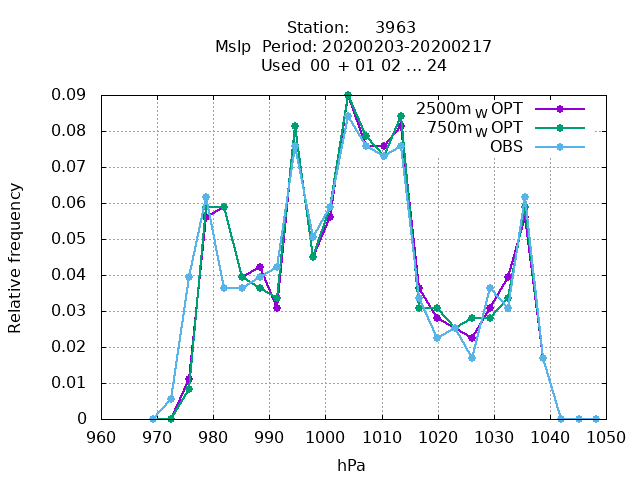 Station: 3963
Mslp Period: 20200203-20200217
Used 00 + 01 02 ... 24
2500m W OPT
750m W OPT
OBS
0.09
0.08
0.07
0.06
0.05
0.04
0.03
0.02
0.01
0
Relative frequency
960 970 980 990 1000 1010 1020 1030 1040 1050
hPa